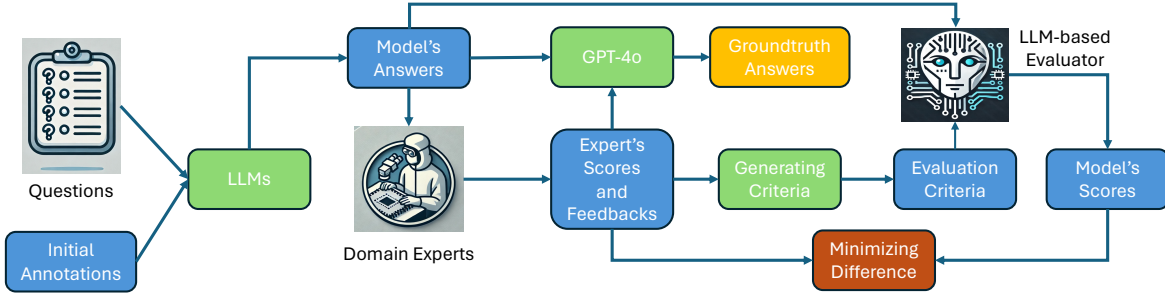 Questions
Initial
Annotations
LLMs
Model's
Answers
Domain Experts
GPT-4o
Groundtruth
Answers
Expert's
Scores
and
Feedbacks
Generating
Criteria
Evaluation
Criteria
LLM-based
Evaluator
Model's
Scores
Minimizing
Difference